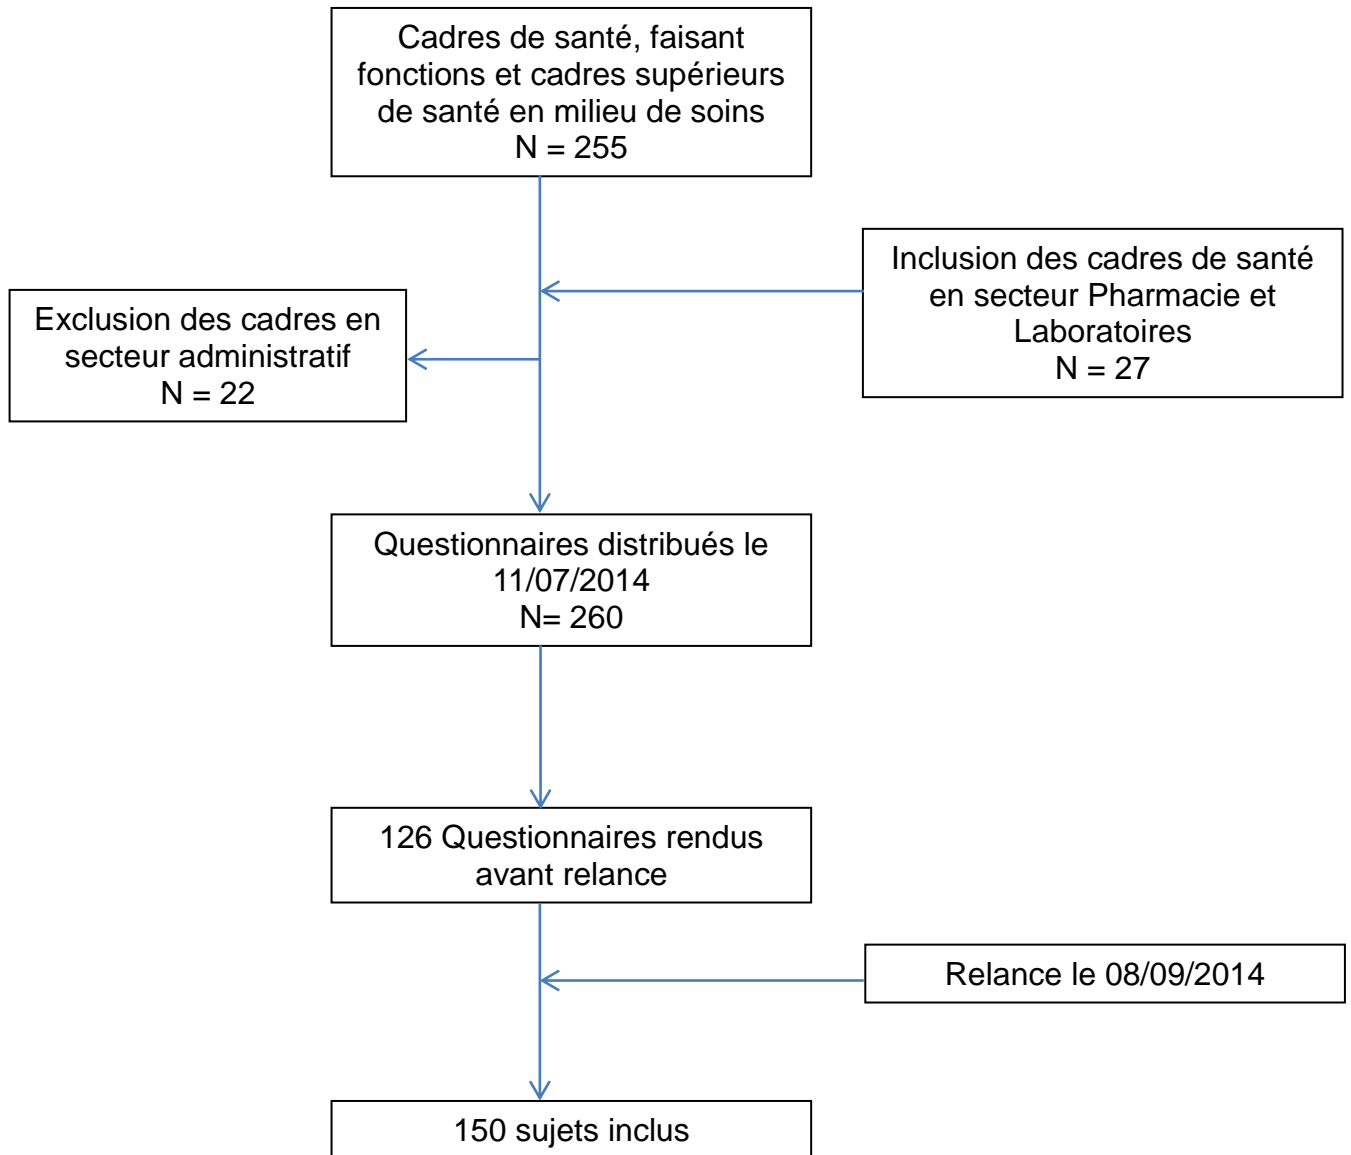 Cadres de santé, faisant
fonctions et cadres supérieurs
de santé en milieu de soins
N = 255
Inclusion des cadres de santé
en secteur Pharmacie et
Laboratoires
N = 27
Exclusion des cadres en
secteur administratif
N = 22
Questionnaires distribués le
11/07/2014
N= 260
126 Questionnaires rendus
avant relance
Relance le 08/09/2014
150 sujets inclus